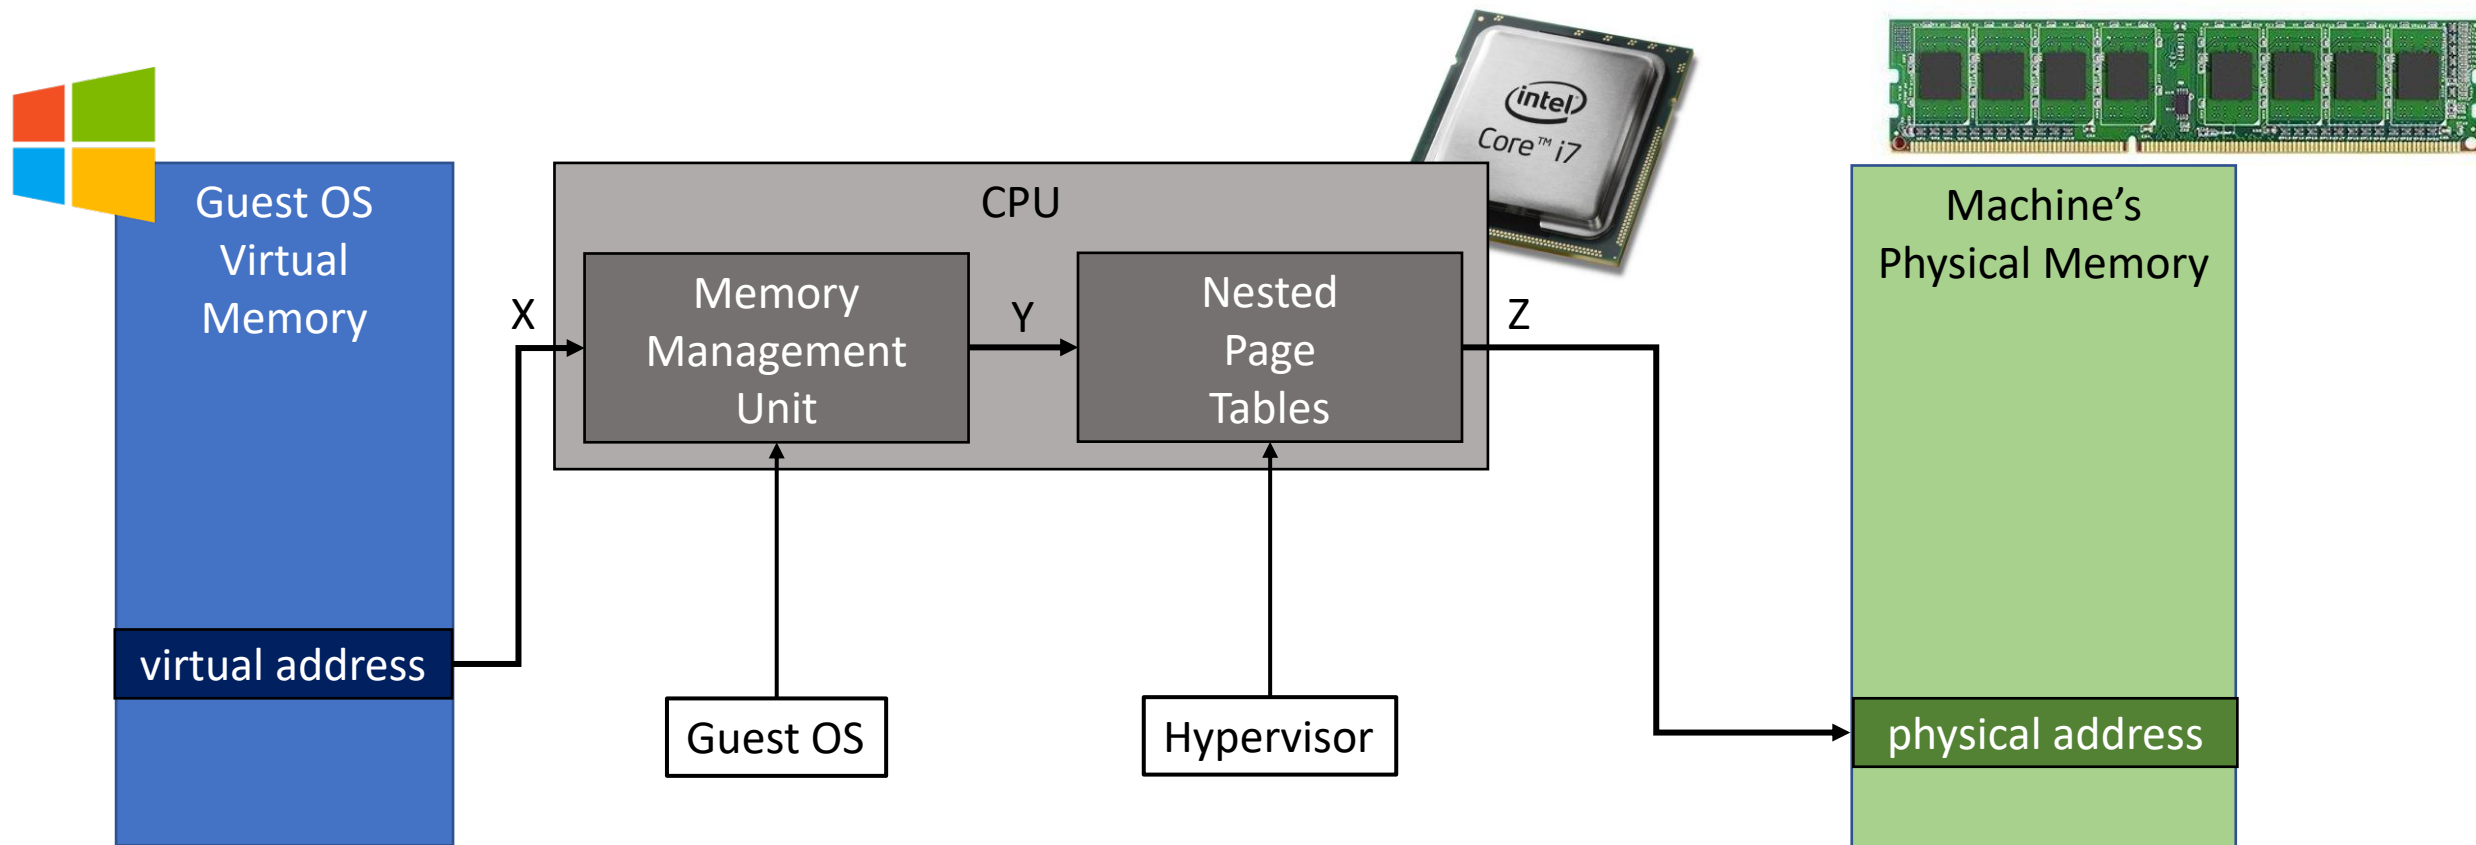 Guest OS
Virtual
Memory
virtual address
X
CPU
Memory
Management
Unit
Y
Nested
Page
Tables
Z
Guest OS
Hypervisor
intel
Core™ i7
Machine’s
Physical Memory
physical address